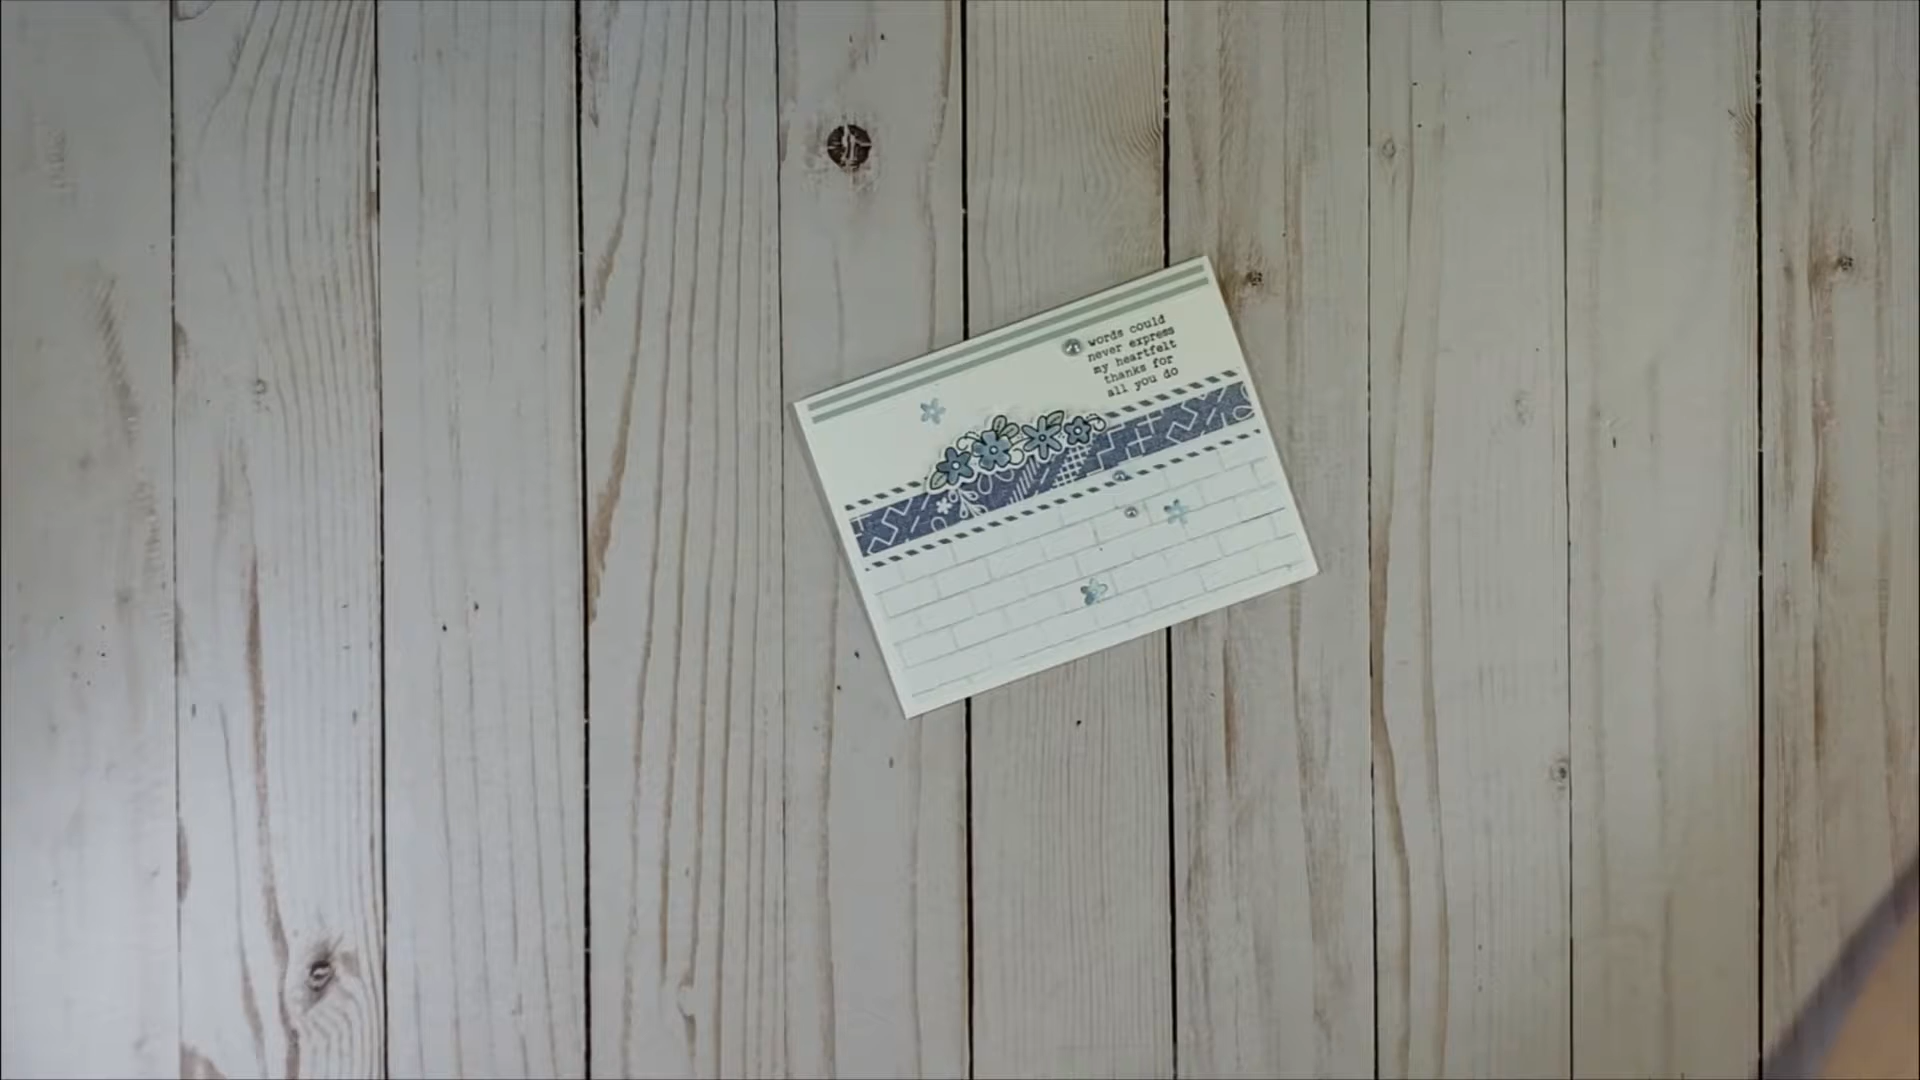 words could
never express
my heartfelt
thanks for
all you do